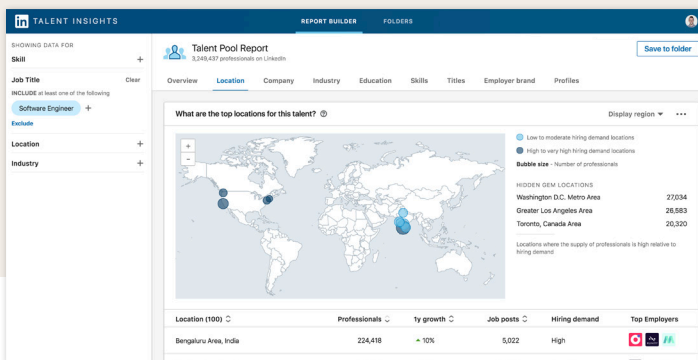 in TALENT INSIGHTS
REPORT BUILDER
FOLDERS
SHOWING DATA FOR
Skill +
Job Title Clear
INCLUDE at least one of the following
Software Engineer +
Exclude
Location +
Industry +
Talent Pool Report
3,249,437 professionals on LinkedIn
Save to folder
Overview Location Company Industry Education Skills Titles Employer brand Profiles
What are the top locations for this talent?
Display region
+
−
Low to moderate hiring demand locations
High to very high hiring demand locations
Bubble size - Number of professionals
HIDDEN GEM LOCATIONS
Washington D.C. Metro Area 27,034
Greater Los Angeles Area 26,583
Toronto, Canada Area 20,320
Locations where the supply of professionals is high relative to
hiring demand
Location (100) Professionals 1y growth Job posts Hiring demand Top Employers
Bengaluru Area, India 224,418 10% 5,022 High